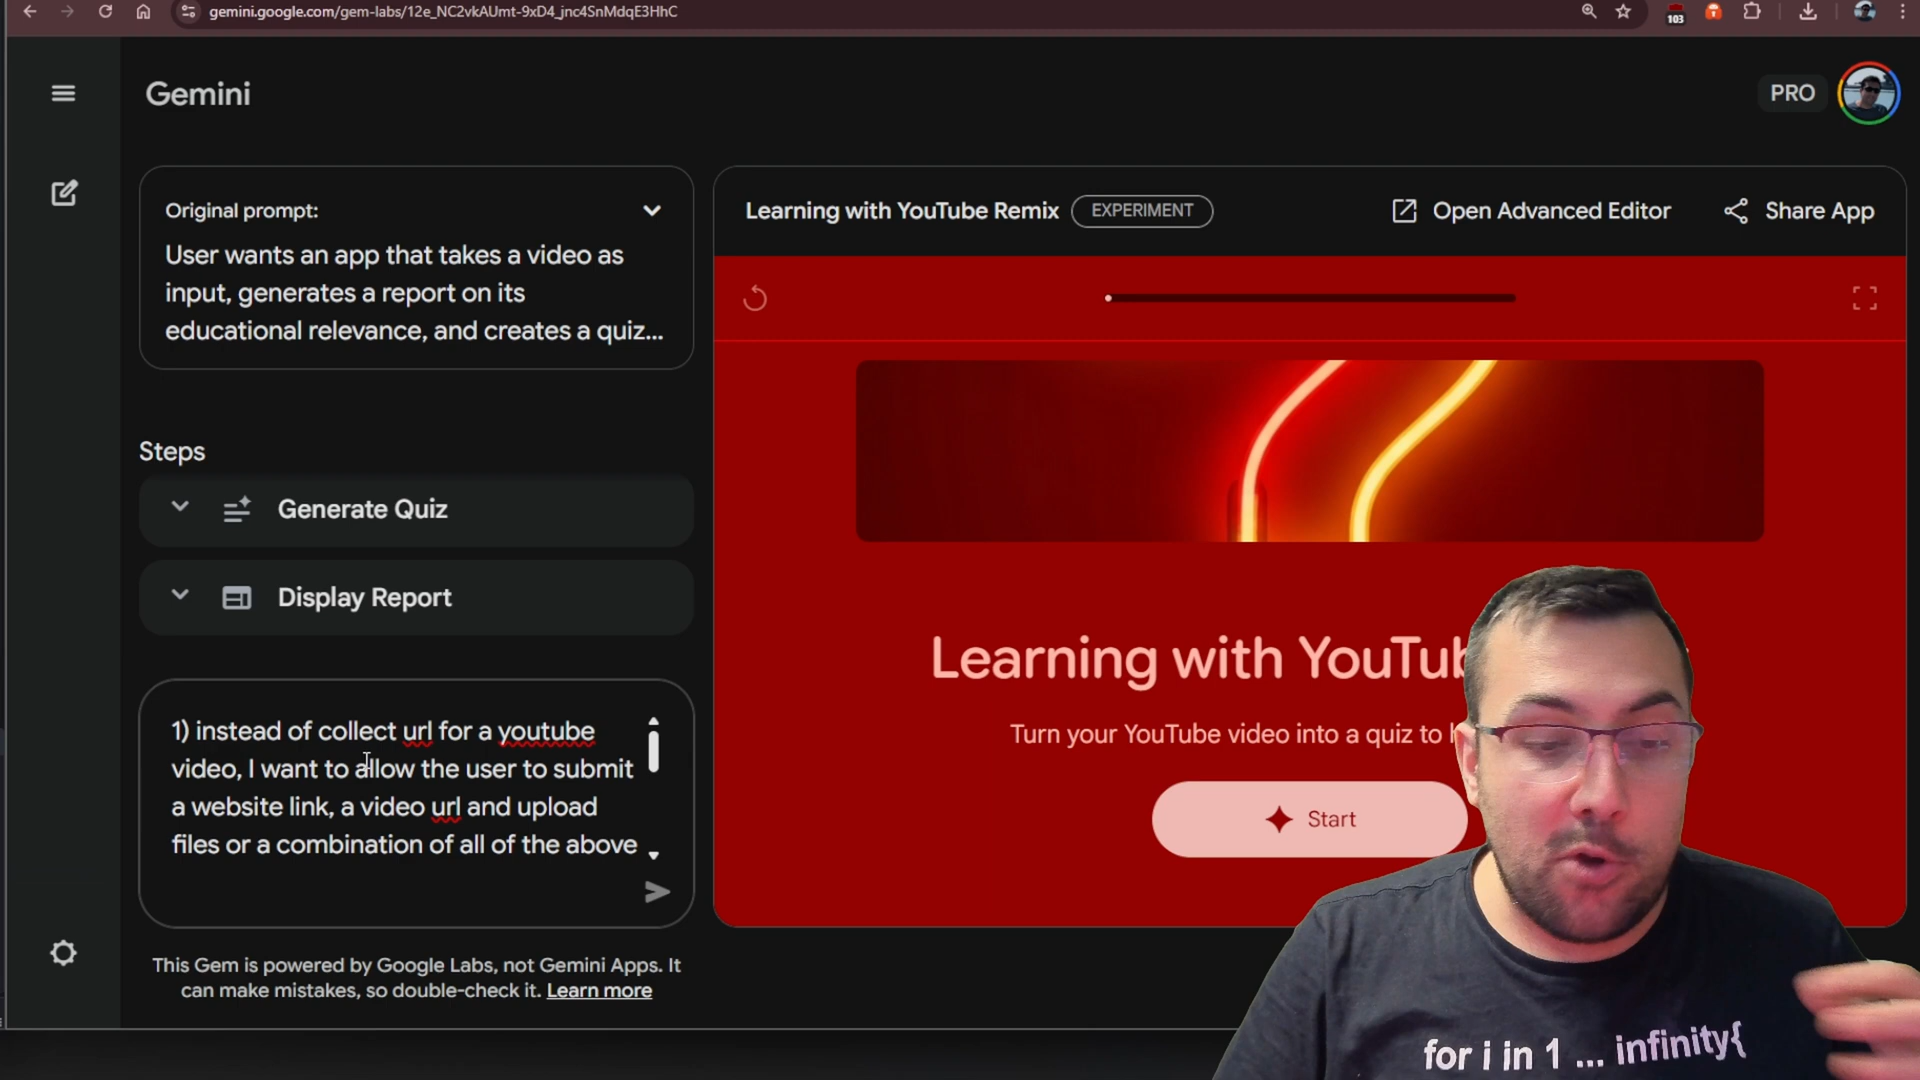 gemini.google.com/gem-labs/12e_NC2vkAUmt-9xD4_jnc4SnMdqE3HhC
103
Gemini
PRO
Original prompt:
User wants an app that takes a video as
input, generates a report on its
educational relevance, and creates a quiz...
Steps
Generate Quiz
Display Report
1) instead of collect url for a youtube
video, I want to allow the user to submit
a website link, a video url and upload
files or a combination of all of the above
This Gem is powered by Google Labs, not Gemini Apps. It
can make mistakes, so double-check it. Learn more
Learning with YouTube Remix
EXPERIMENT
Open Advanced Editor
Share App
Learning with YouTub
Turn your YouTube video into a quiz to
Start
for i in 1 ... infinity{